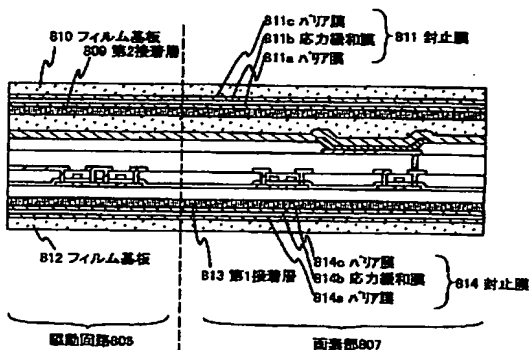 810 フィルム基板
809 第2接着層
811c バリア膜
811b 応力緩和膜
811a バリア膜
811 封止膜
812 フィルム基板
813 第1接着層
814c バリア膜
814b 応力緩和膜
814a バリア膜
814 封止膜
駆動回路805
画素部807